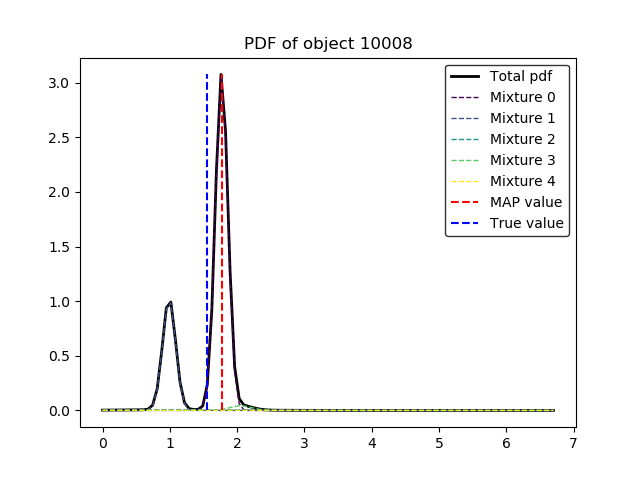 PDF of object 10008
Total pdf
Mixture 0
Mixture 1
Mixture 2
Mixture 3
Mixture 4
MAP value
True value
3.0
2.5
2.0
1.5
1.0
0.5
0.0
0 1 2 3 4 5 6 7